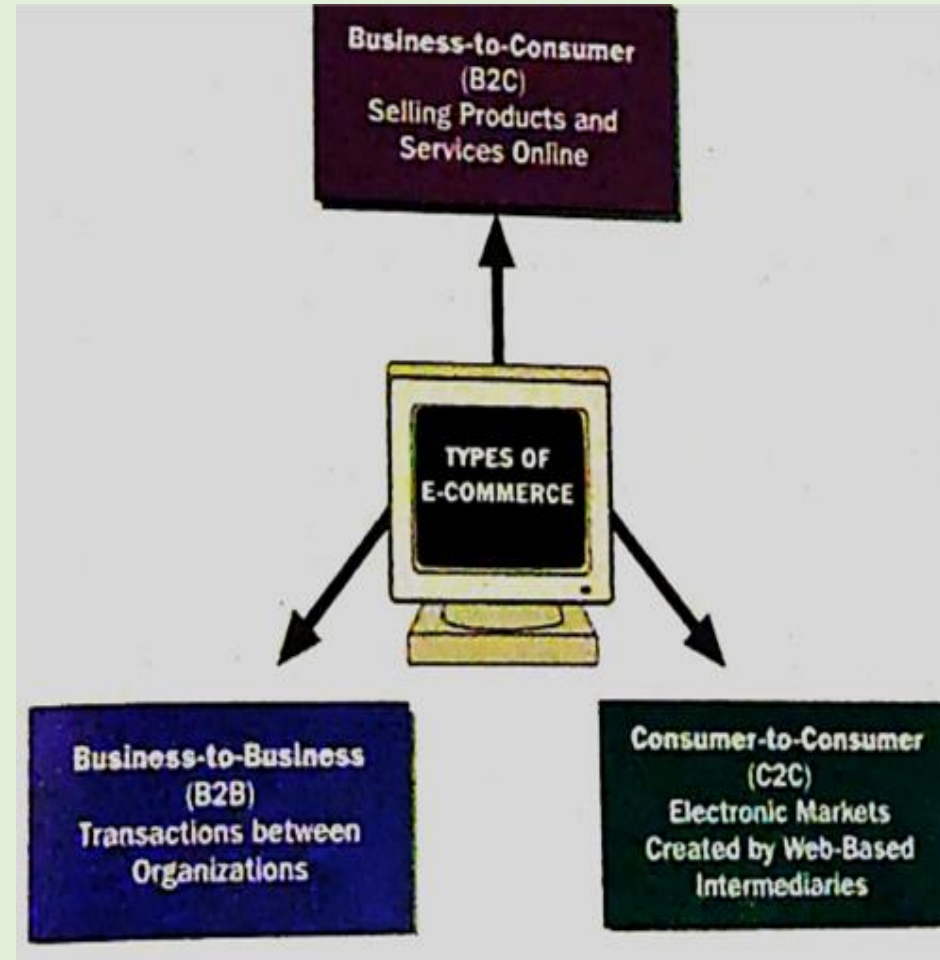 Business-to-Consumer
(B2C)
Selling Products and
Services Online
TYPES OF
E-COMMERCE
Business-to-Business
(B2B)
Transactions between
Organizations
Consumer-to-Consumer
(C2C)
Electronic Markets
Created by Web-Based
Intermediaries